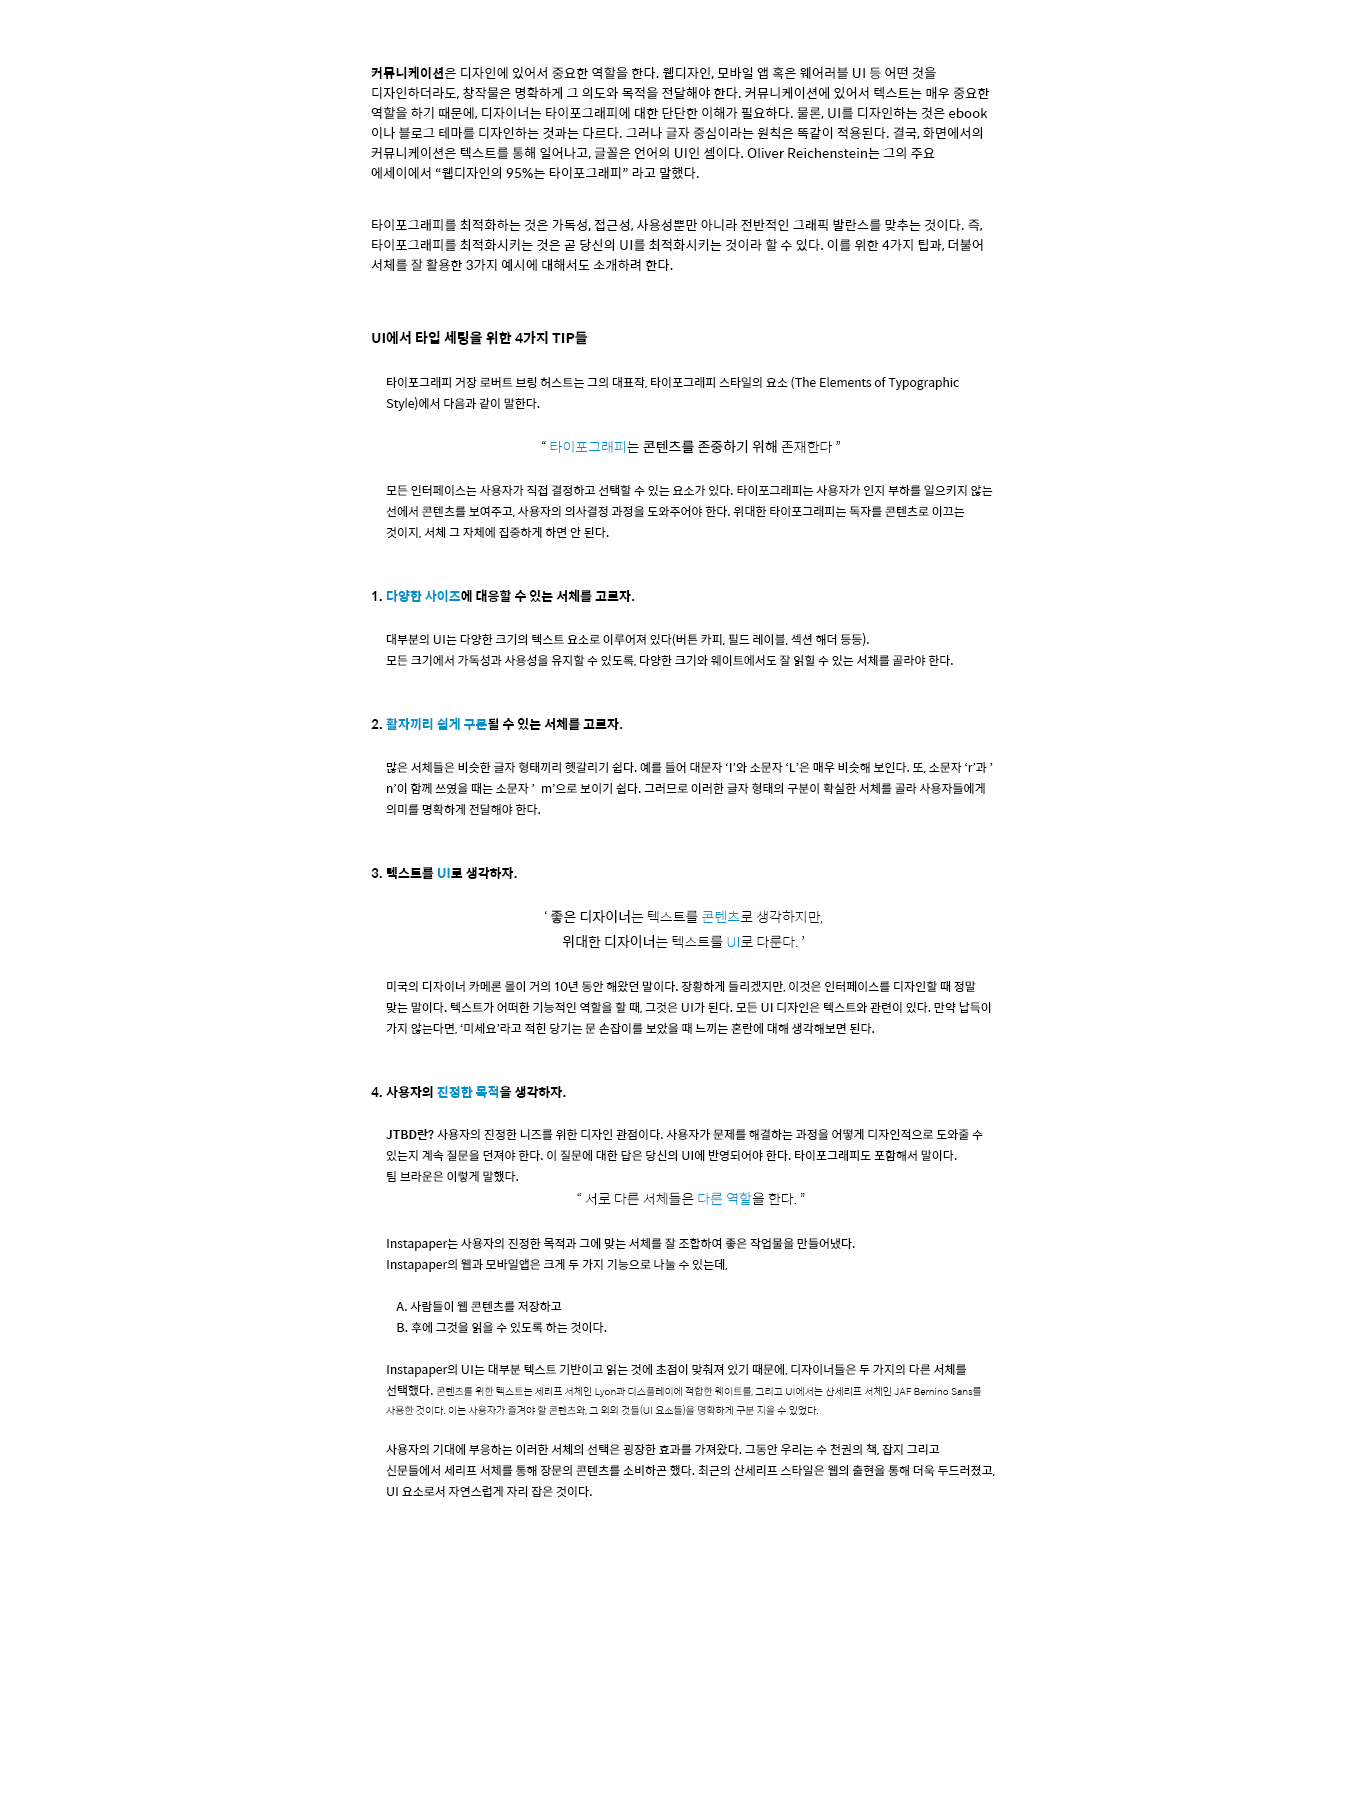 커뮤니케이션은 디자인에 있어서 중요한 역할을 한다. 웹디자인, 모바일 앱 혹은 웨어러블 UI 등 어떤 것을
디자인하더라도, 창작물은 명확하게 그 의도와 목적을 전달해야 한다. 커뮤니케이션에 있어서 텍스트는 매우 중요한
역할을 하기 때문에, 디자이너는 타이포그래피에 대한 단단한 이해가 필요하다. 물론, UI를 디자인하는 것은 ebook
이나 블로그 테마를 디자인하는 것과는 다르다. 그러나 글자 중심이라는 원칙은 똑같이 적용된다. 결국, 화면에서의
커뮤니케이션은 텍스트를 통해 일어나고, 글꼴은 언어의 UI인 셈이다. Oliver Reichenstein는 그의 주요
에세이에서 “웹디자인의 95%는 타이포그래피” 라고 말했다.
타이포그래피를 최적화하는 것은 가독성, 접근성, 사용성뿐만 아니라 전반적인 그래픽 발란스를 맞추는 것이다. 즉,
타이포그래피를 최적화시키는 것은 곧 당신의 UI를 최적화시키는 것이라 할 수 있다. 이를 위한 4가지 팁과, 더불어
서체를 잘 활용한 3가지 예시에 대해서도 소개하려 한다.
UI에서 타입 세팅을 위한 4가지 TIP들
타이포그래피 거장 로버트 브링 허스트는 그의 대표작, 타이포그래피 스타일의 요소 (The Elements of Typographic
Style)에서 다음과 같이 말한다.
“ 타이포그래피는 콘텐츠를 존중하기 위해 존재한다 ”
모든 인터페이스는 사용자가 직접 결정하고 선택할 수 있는 요소가 있다. 타이포그래피는 사용자가 인지 부하를 일으키지 않는
선에서 콘텐츠를 보여주고, 사용자의 의사결정 과정을 도와주어야 한다. 위대한 타이포그래피는 독자를 콘텐츠로 이끄는
것이지, 서체 그 자체에 집중하게 하면 안 된다.
1. 다양한 사이즈에 대응할 수 있는 서체를 고르자.
대부분의 UI는 다양한 크기의 텍스트 요소로 이루어져 있다(버튼 카피, 필드 레이블, 섹션 해더 등등).
모든 크기에서 가독성과 사용성을 유지할 수 있도록, 다양한 크기와 웨이트에서도 잘 읽힐 수 있는 서체를 골라야 한다.
2. 활자끼리 쉽게 구분될 수 있는 서체를 고르자.
많은 서체들은 비슷한 글자 형태끼리 헷갈리기 쉽다. 예를 들어 대문자 ‘I’와 소문자 ‘L’은 매우 비슷해 보인다. 또, 소문자 ‘r’과 ’
n’이 함께 쓰였을 때는 소문자 ’ m’으로 보이기 쉽다. 그러므로 이러한 글자 형태의 구분이 확실한 서체를 골라 사용자들에게
의미를 명확하게 전달해야 한다.
3. 텍스트를 UI로 생각하자.
‘ 좋은 디자이너는 텍스트를 콘텐츠로 생각하지만,
위대한 디자이너는 텍스트를 UI로 다룬다. ’
미국의 디자이너 카메론 몰이 거의 10년 동안 해왔던 말이다. 장황하게 들리겠지만, 이것은 인터페이스를 디자인할 때 정말
맞는 말이다. 텍스트가 어떠한 기능적인 역할을 할 때, 그것은 UI가 된다. 모든 UI 디자인은 텍스트와 관련이 있다. 만약 납득이
가지 않는다면, ‘미세요’라고 적힌 당기는 문 손잡이를 보았을 때 느끼는 혼란에 대해 생각해보면 된다.
4. 사용자의 진정한 목적을 생각하자.
JTBD란? 사용자의 진정한 니즈를 위한 디자인 관점이다. 사용자가 문제를 해결하는 과정을 어떻게 디자인적으로 도와줄 수
있는지 계속 질문을 던져야 한다. 이 질문에 대한 답은 당신의 UI에 반영되어야 한다. 타이포그래피도 포함해서 말이다.
팀 브라운은 이렇게 말했다.
“ 서로 다른 서체들은 다른 역할을 한다. ”
Instapaper는 사용자의 진정한 목적과 그에 맞는 서체를 잘 조합하여 좋은 작업물을 만들어냈다.
Instapaper의 웹과 모바일앱은 크게 두 가지 기능으로 나눌 수 있는데,
A. 사람들이 웹 콘텐츠를 저장하고
B. 후에 그것을 읽을 수 있도록 하는 것이다.
Instapaper의 UI는 대부분 텍스트 기반이고 읽는 것에 초점이 맞춰져 있기 때문에, 디자이너들은 두 가지의 다른 서체를
선택했다. 콘텐츠를 위한 텍스트는 세리프 서체인 Lyon과 디스플레이에 적합한 웨이트를, 그리고 UI에서는 산세리프 서체인 JAF Bernino Sans를
사용한 것이다. 이는 사용자가 즐겨야 할 콘텐츠와, 그 외의 것들(UI 요소들)을 명확하게 구분 지을 수 있었다.
사용자의 기대에 부응하는 이러한 서체의 선택은 굉장한 효과를 가져왔다. 그동안 우리는 수 천권의 책, 잡지 그리고
신문들에서 세리프 서체를 통해 장문의 콘텐츠를 소비하곤 했다. 최근의 산세리프 스타일은 웹의 출현을 통해 더욱 두드러졌고,
UI 요소로서 자연스럽게 자리 잡은 것이다.